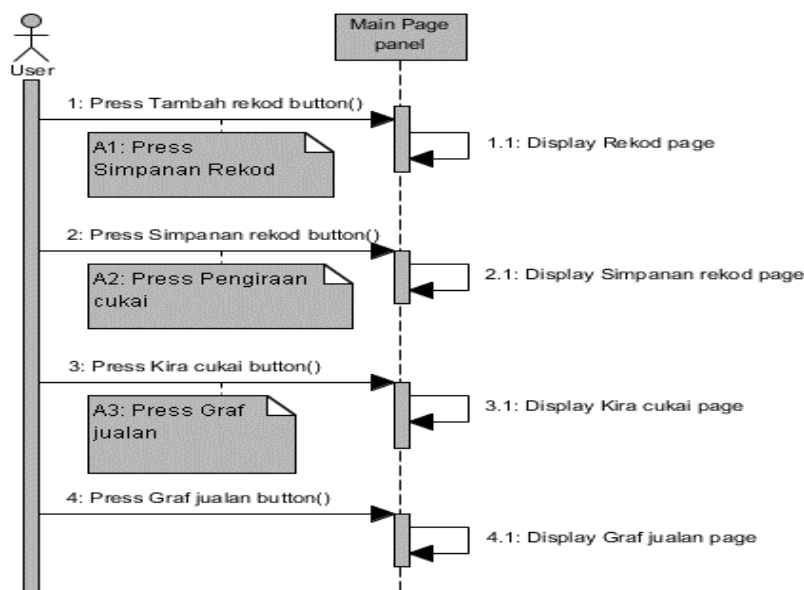 Main Page
panel
User
1: Press Tambah rekod button()
A1: Press
Simpanan Rekod
1.1: Display Rekod page
2: Press Simpanan rekod button()
A2: Press Pengiraan
cukai
2.1: Display Simpanan rekod page
3: Press Kira cukai button()
A3: Press Graf
jualan
3.1: Display Kira cukai page
4: Press Graf jualan button()
4.1: Display Graf jualan page